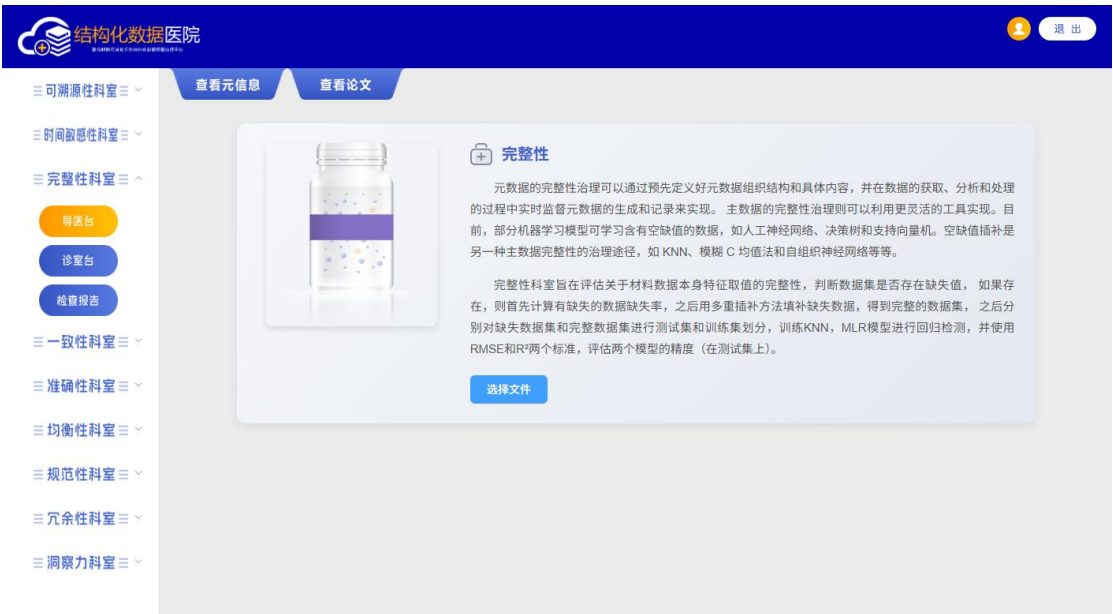 结构化数据医院
退 出
可溯源性科室
时间敏感性科室
完整性科室
导医台
诊室台
检查报告
一致性科室
准确性科室
均衡性科室
规范性科室
冗余性科室
洞察力科室
查看元信息
查看论文
完整性
元数据的完整性治理可以通过预先定义好元数据组织结构和具体内容，并在数据的获取、分析和处理
的过程中实时监督元数据的生成和记录来实现。 主数据的完整性治理则可以利用更灵活的工具实现。目
前，部分机器学习模型可学习含有空缺值的数据，如人工神经网络、决策树和支持向量机。空缺值插补是
另一种主数据完整性的治理途径，如 KNN、模糊 C 均值法和自组织神经网络等等。
完整性科室旨在评估关于材料数据本身特征取值的完整性，判断数据集是否存在缺失值， 如果存
在，则首先计算有缺失的数据缺失率，之后用多重插补方法填补缺失数据，得到完整的数据集， 之后分
别对缺失数据集和完整数据集进行测试集和训练集划分，训练KNN，MLR模型进行回归检测，并使用
RMSE和R²两个标准，评估两个模型的精度（在测试集上）。
选择文件